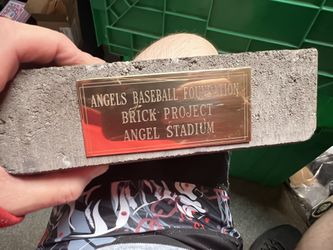 ANGELS BASEBALL FOUNDATION
BRICK PROJECT
ANGEL STADIUM